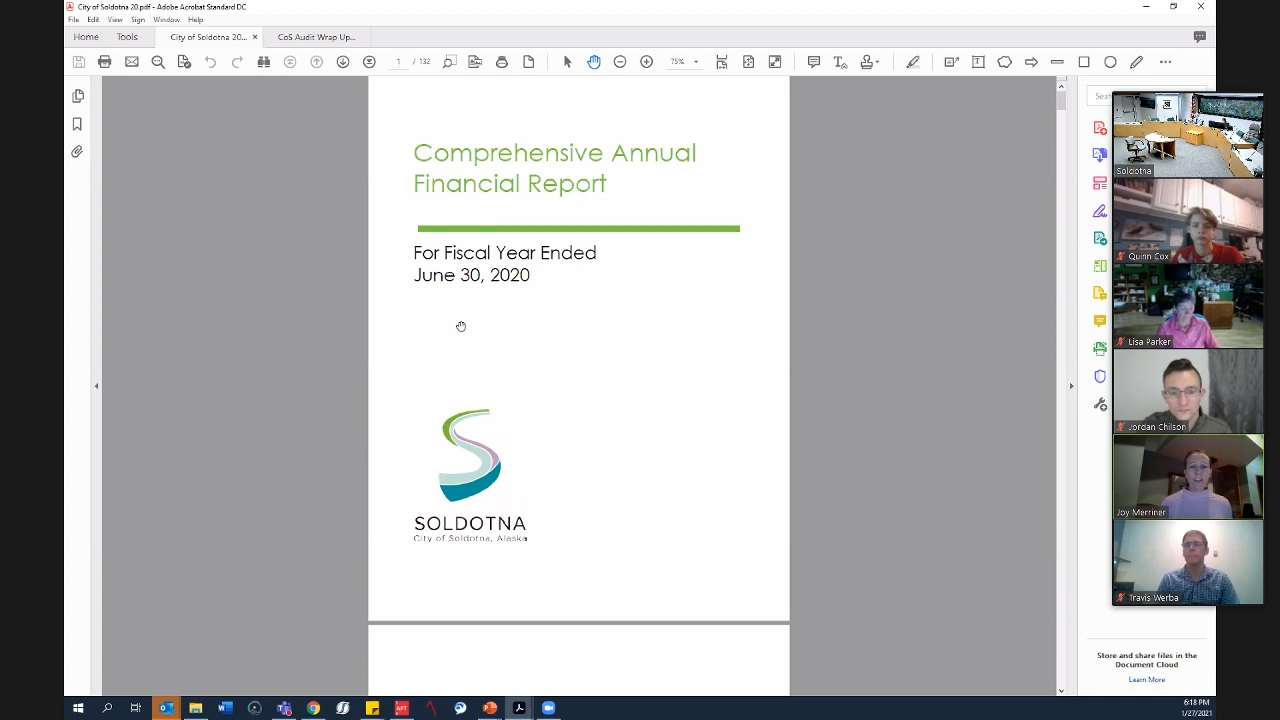 City of Soldotna 20.pdf - Adobe Acrobat Standard DC
File Edit View Sign Window Help
Home Tools City of Soldotna 20... × CoS Audit Wrap Up...
1 / 132 75%
Comprehensive Annual
Financial Report
For Fiscal Year Ended
June 30, 2020
SOLDOTNA
City of Soldotna, Alaska
Sea
Soldotna
Quinn Cox
Lisa Parker
Jordan Chilson
Joy Merriner
Travis Werba
Store and share files in the
Document Cloud
Learn More
6:18 PM
1/27/2021